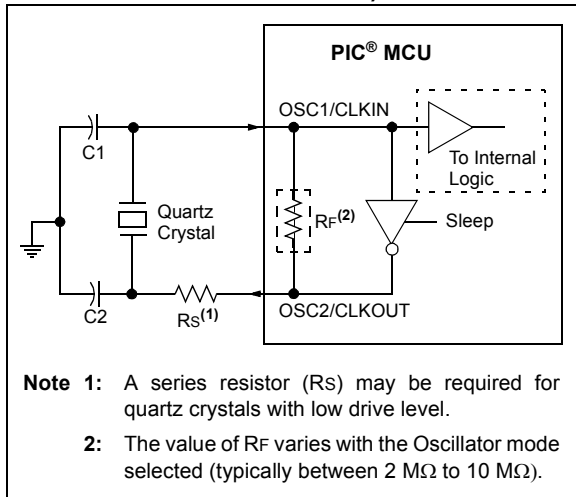 PIC® MCU
OSC1/CLKIN
C1
To Internal
Logic
Quartz
Crystal
RF(2)
Sleep
C2
RS(1)
OSC2/CLKOUT
Note 1: A series resistor (RS) may be required for
quartz crystals with low drive level.
2: The value of RF varies with the Oscillator mode
selected (typically between 2 MΩ to 10 MΩ).